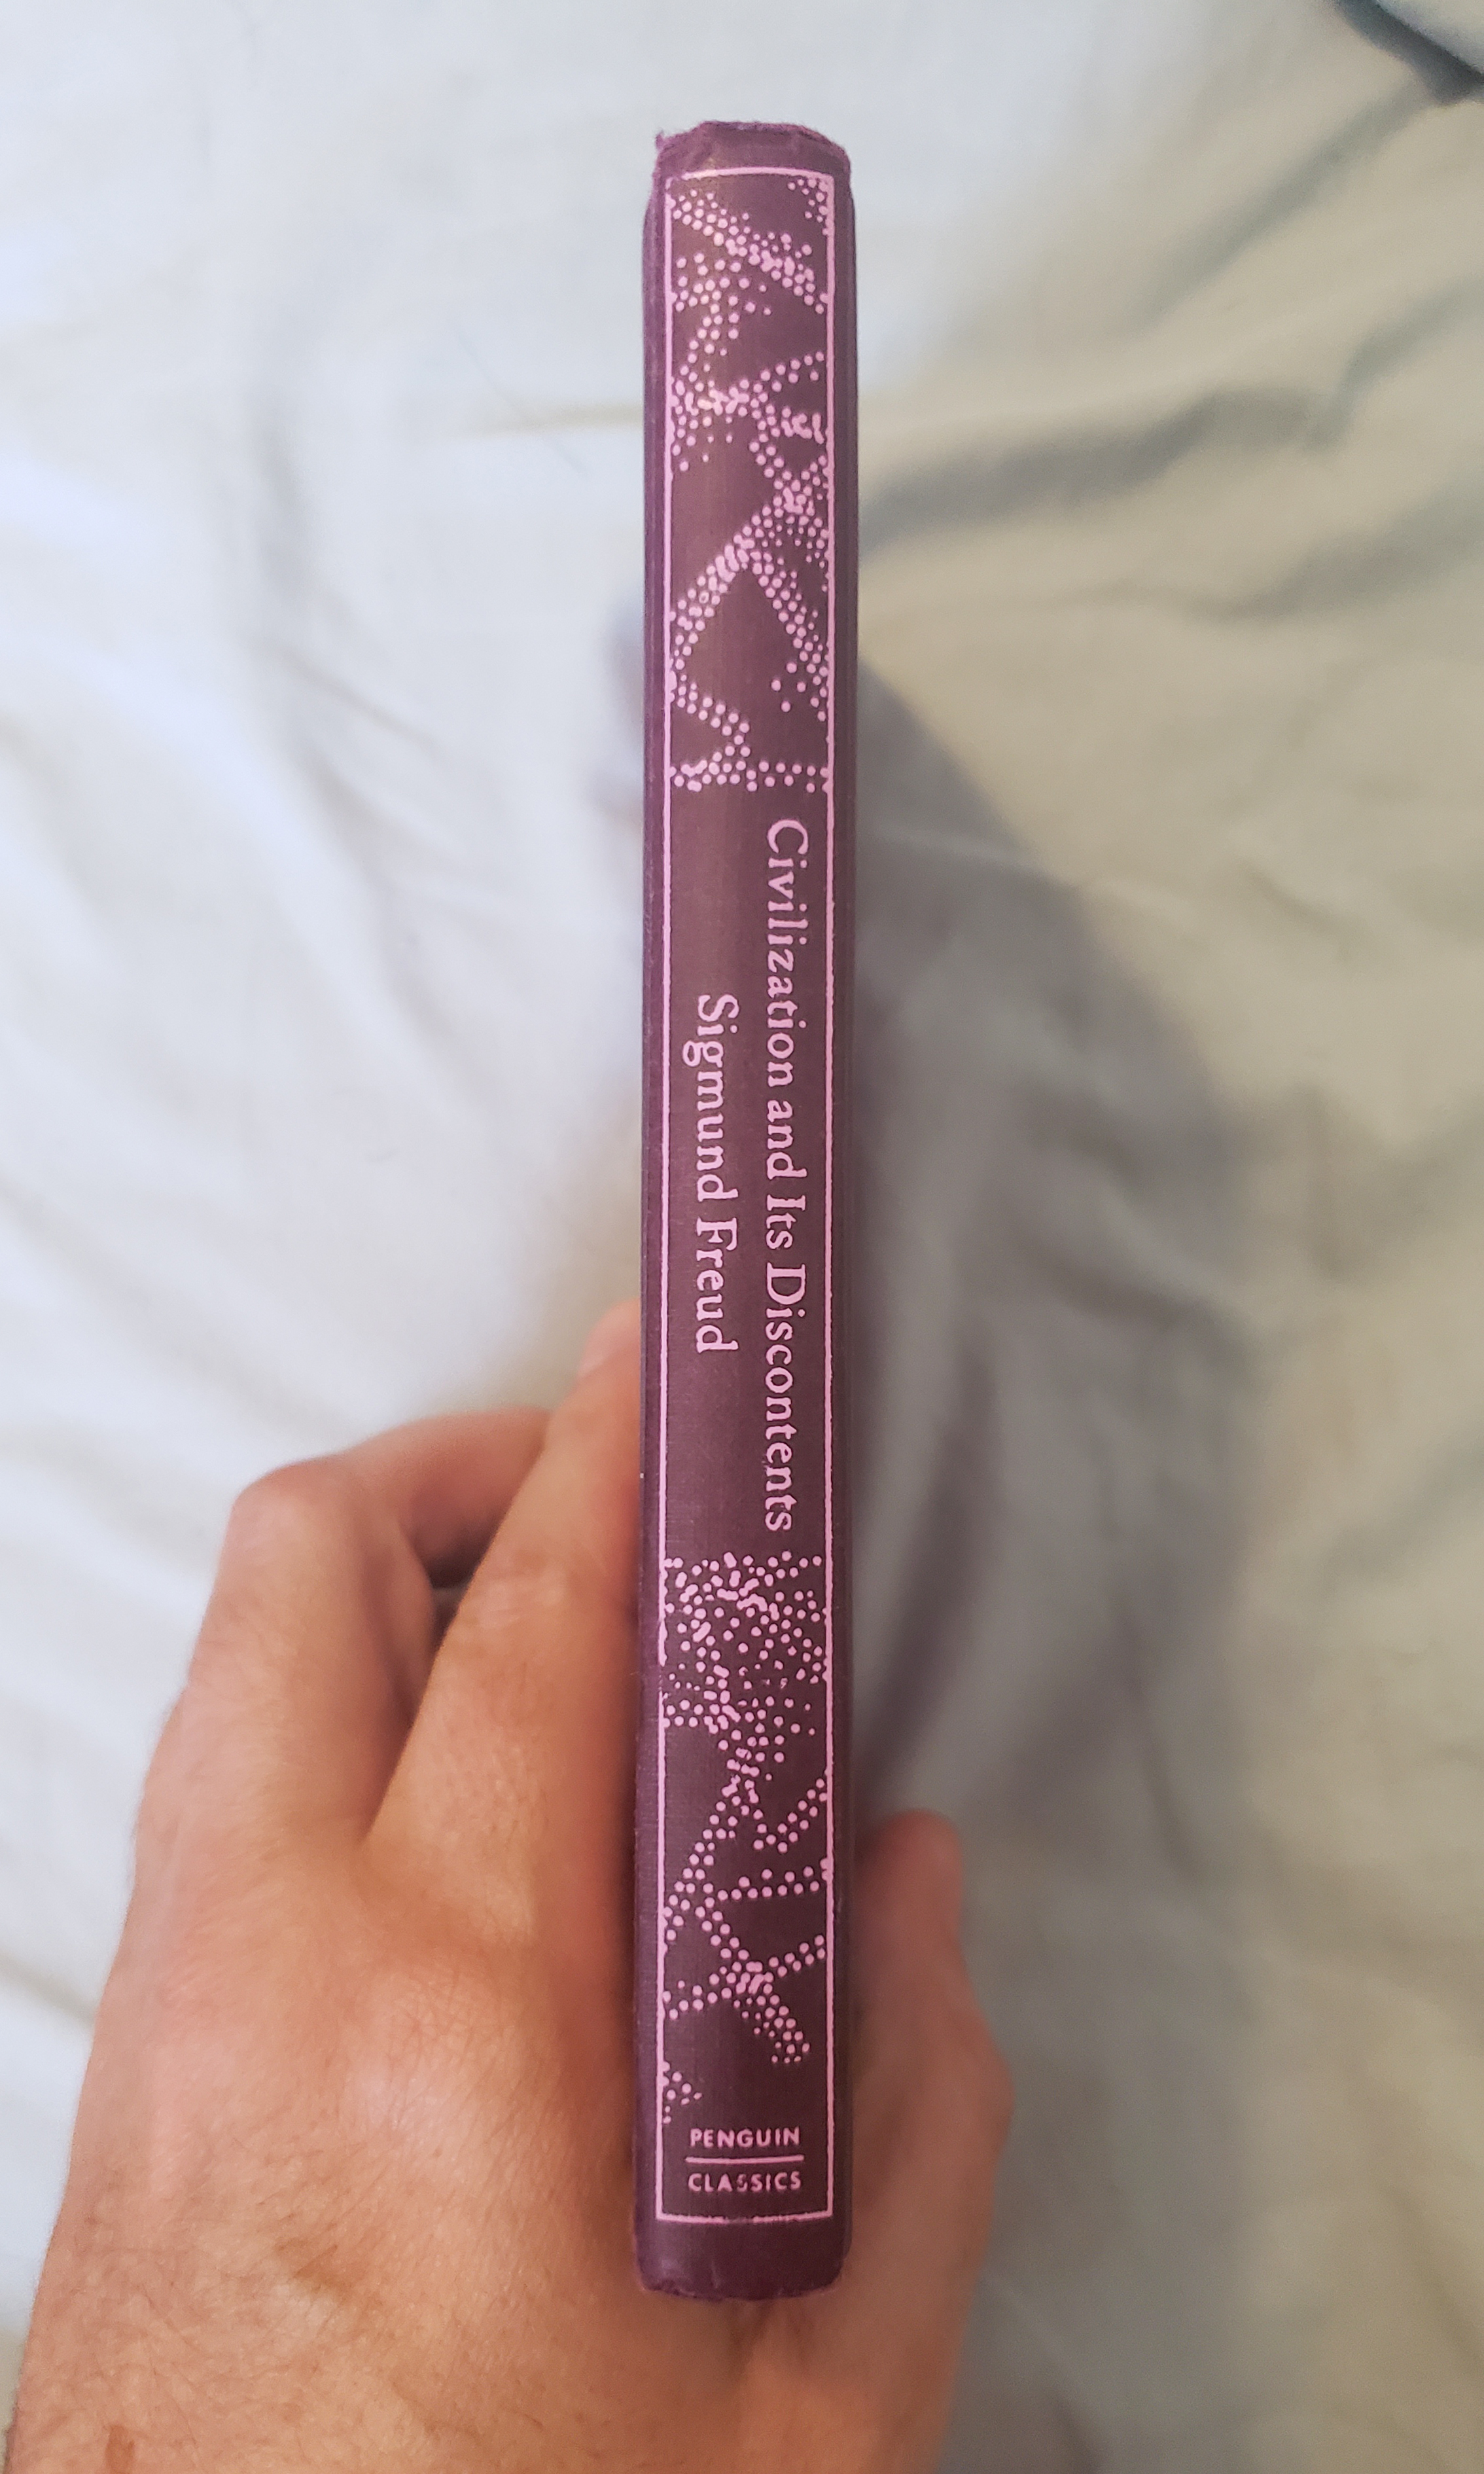 Civilization and Its Discontents
Sigmund Freud
PENGUIN
CLASSICS